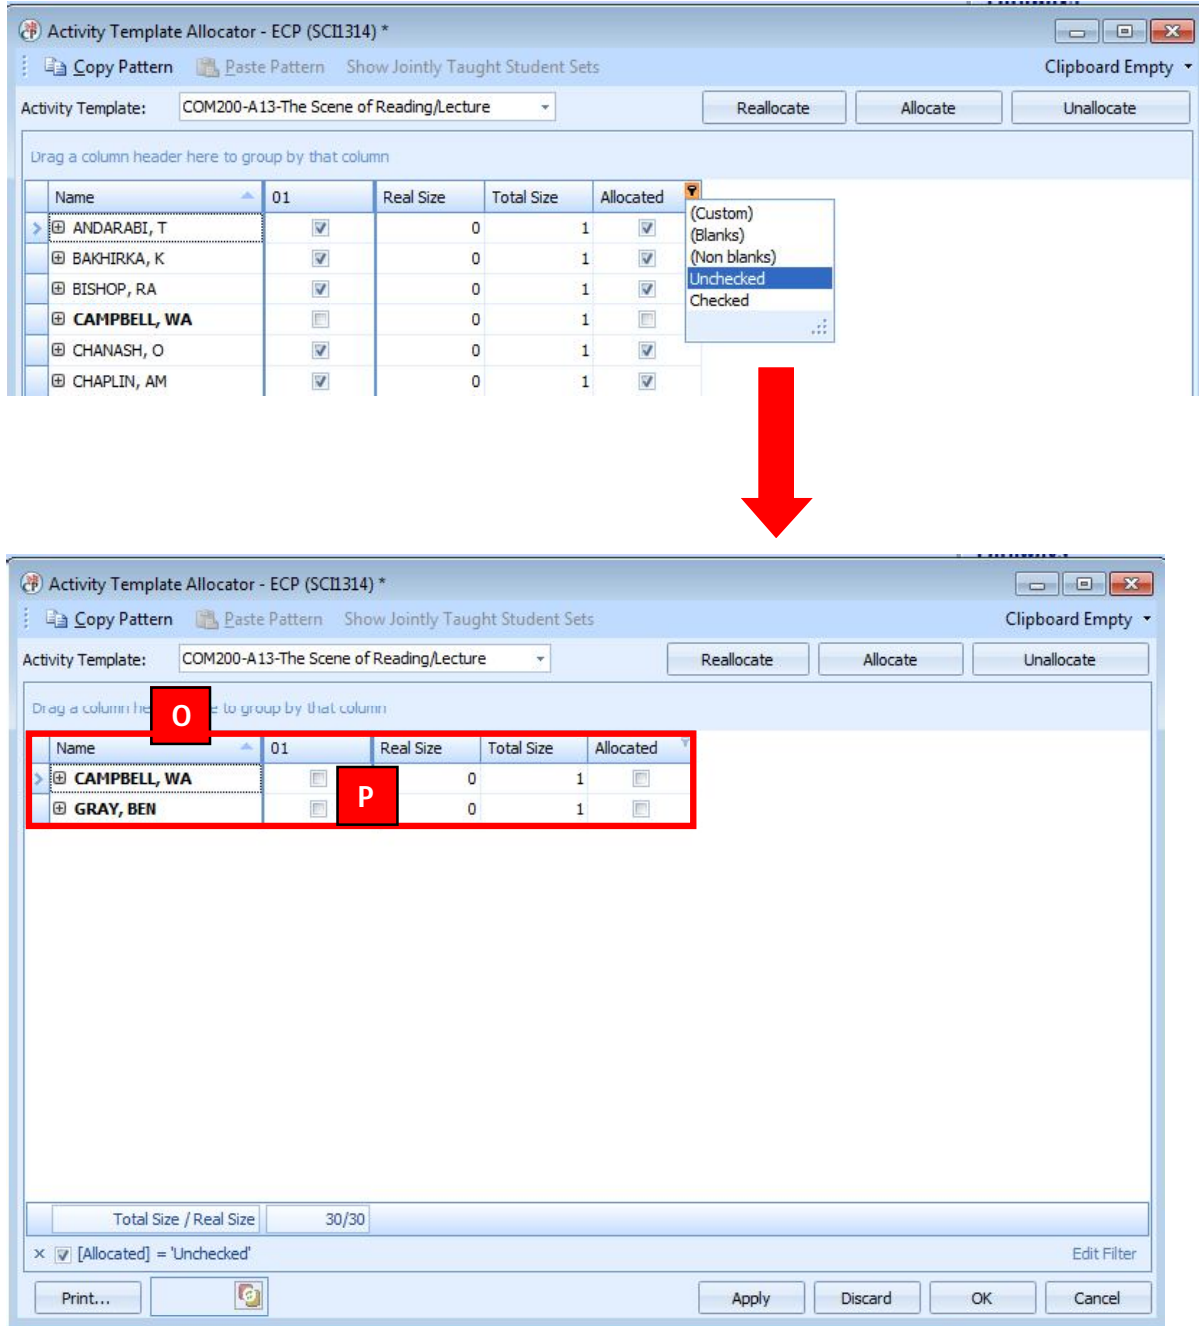 Activity Template Allocator - ECP (SCI1314) *
Copy Pattern Paste Pattern Show Jointly Taught Student Sets Clipboard Empty
Activity Template: COM200-A13-The Scene of Reading/Lecture Reallocate Allocate Unallocate
Drag a column header here to group by that column
Name 01 Real Size Total Size Allocated
ANDARABI, T 0 1
BAKHIRKA, K 0 1
BISHOP, RA 0 1
CAMPBELL, WA 0 1
CHANASH, O 0 1
CHAPLIN, AM 0 1
(Custom)
(Blanks)
(Non blanks)
Unchecked
Checked
Activity Template Allocator - ECP (SCI1314) *
Copy Pattern Paste Pattern Show Jointly Taught Student Sets Clipboard Empty
Activity Template: COM200-A13-The Scene of Reading/Lecture Reallocate Allocate Unallocate
Drag a column he O e to group by that column
Name 01 Real Size Total Size Allocated
CAMPBELL, WA 0 1
P
GRAY, BEN 0 1
Total Size / Real Size 30/30
[Allocated] = 'Unchecked' Edit Filter
Print... Apply Discard OK Cancel